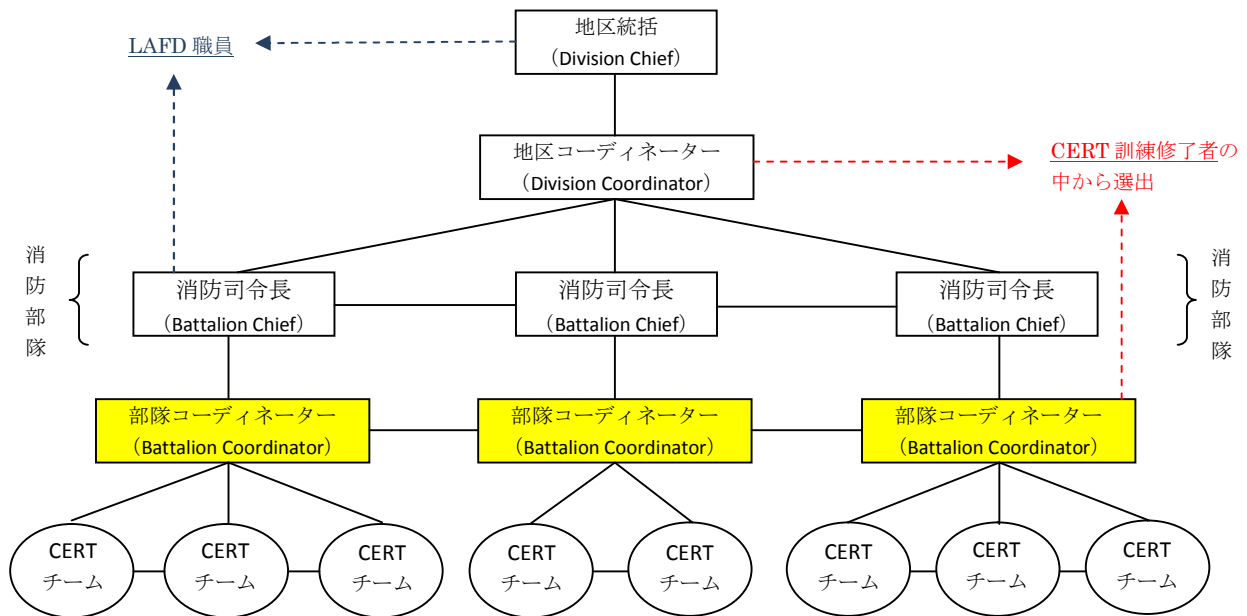 地区統括
（Division Chief）
LAFD 職員
地区コーディネーター
（Division Coordinator）
CERT 訓練修了者の
中から選出
消防部隊
消防司令長
（Battalion Chief）
消防司令長
（Battalion Chief）
消防司令長
（Battalion Chief）
消防部隊
部隊コーディネーター
（Battalion Coordinator）
部隊コーディネーター
（Battalion Coordinator）
部隊コーディネーター
（Battalion Coordinator）
CERT
チーム
CERT
チーム
CERT
チーム
CERT
チーム
CERT
チーム
CERT
チーム
CERT
チーム
CERT
チーム